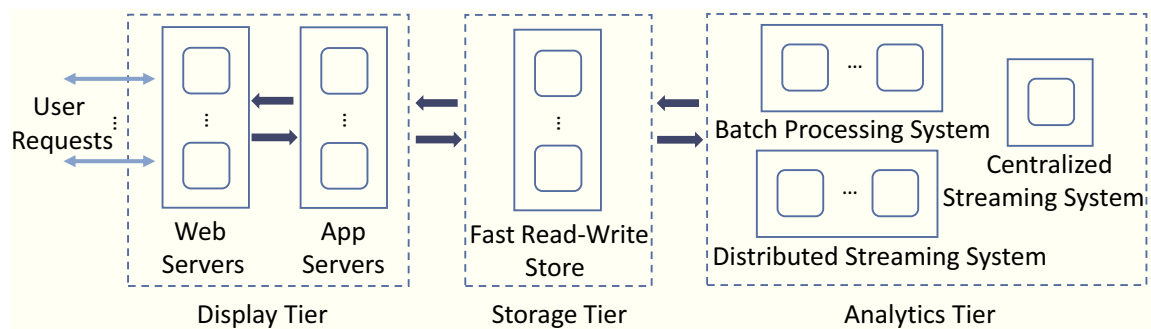 User
Requests
...
...
Web
Servers
...
App
Servers
Display Tier
...
Fast Read-Write
Store
Storage Tier
...
Batch Processing System
...
Distributed Streaming System
Centralized
Streaming System
Analytics Tier